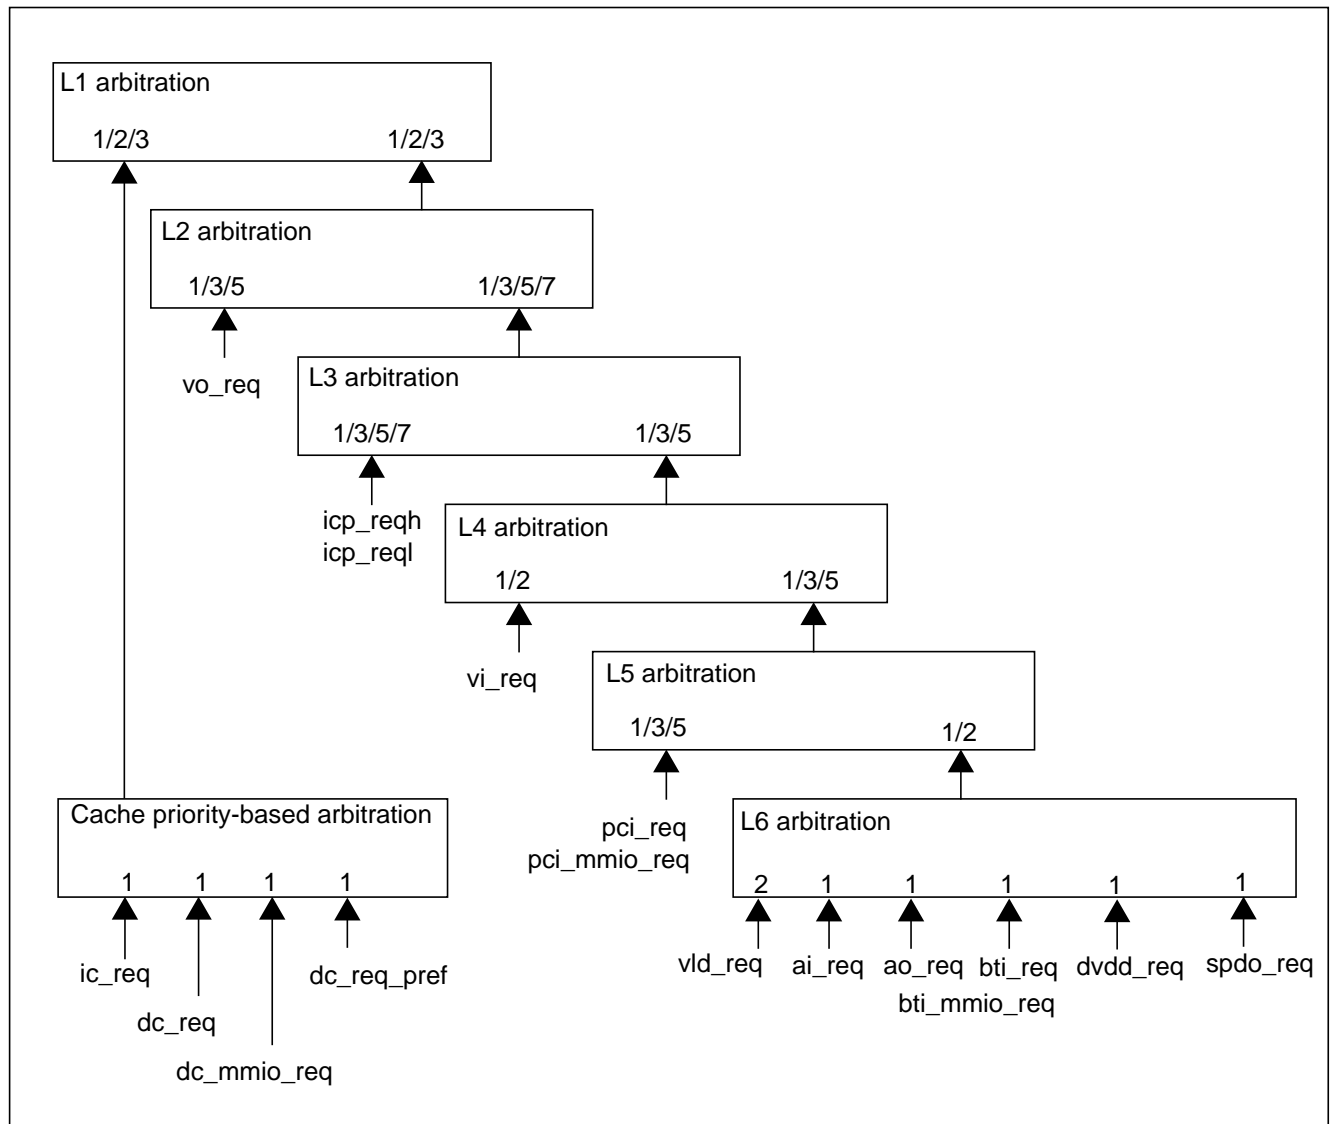 L1 arbitration
1/2/3 1/2/3
L2 arbitration
1/3/5 1/3/5/7
vo_req
L3 arbitration
1/3/5/7 1/3/5
icp_reqh
icp_reql
L4 arbitration
1/2 1/3/5
vi_req
L5 arbitration
1/3/5 1/2
pci_req
pci_mmio_req
Cache priority-based arbitration
1 1 1 1
ic_req
dc_req
dc_mmio_req
dc_req_pref
L6 arbitration
2 1 1 1 1 1
vld_req ai_req ao_req bti_req dvdd_req spdo_req
bti_mmio_req